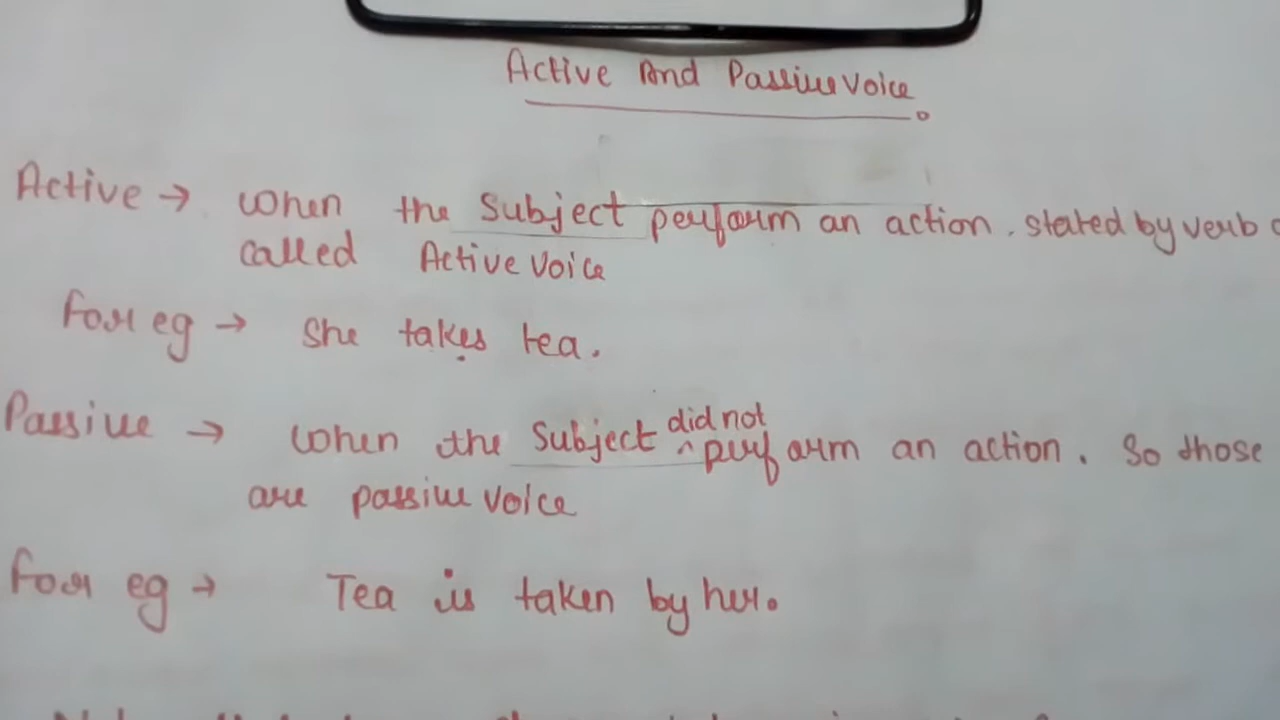 Active And Passive Voice
Active → when the Subject perform an action. stated by verb
called Active Voice
For eg → She takes tea.
Passive → when the Subject did not perform an action. So those
are passive voice
For eg → Tea is taken by her.